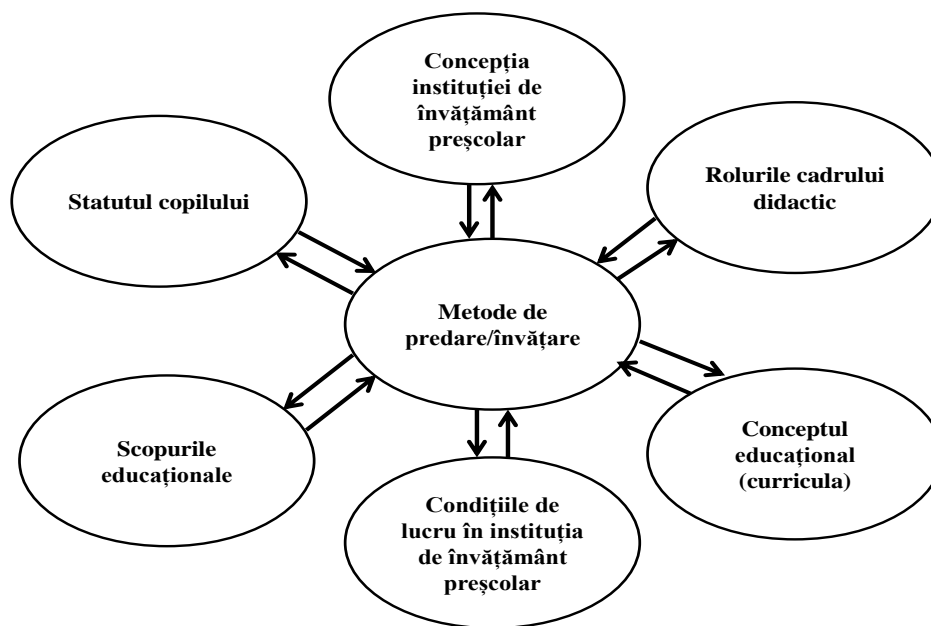 Concepția
instituției de
învățământ
preșcolar
Rolurile cadrului
didactic
Statutul copilului
Metode de
predare/învățare
Scopurile
educaționale
Conceptul
educațional
(curricula)
Condițiile de
lucru în instituția
de învățământ
preșcolar